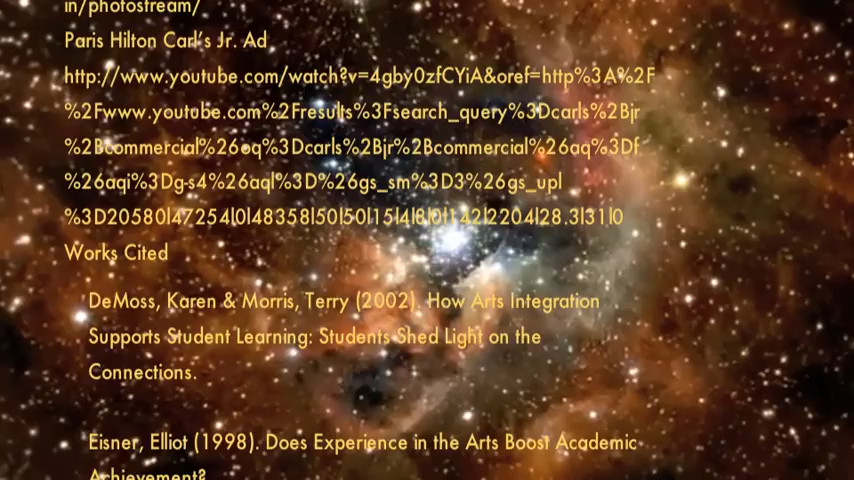 in/photostream/
Paris Hilton Carl's Jr. Ad
http://www.youtube.com/watch?v=4gby0zfCYiA&oref=http%3A%2F
%2Fwww.youtube.com%2Fresults%3Fsearch_query%3Dcarls%2Bjr
%2Bcommercial%26oq%3Dcarls%2Bjr%2Bcommercial%26aq%3Df
%26aqi%3Dg-s4%26aql%3D%26gs_sm%3D3%26gs_upl
%3D20580l47254l0l48358l50l50l15l4l8l0l142l2204l28.3l31l0
Works Cited
DeMoss, Karen & Morris, Terry (2002). How Arts Integration
Supports Student Learning: Students Shed Light on the
Connections.
Eisner, Elliot (1998). Does Experience in the Arts Boost Academic
Achievement?